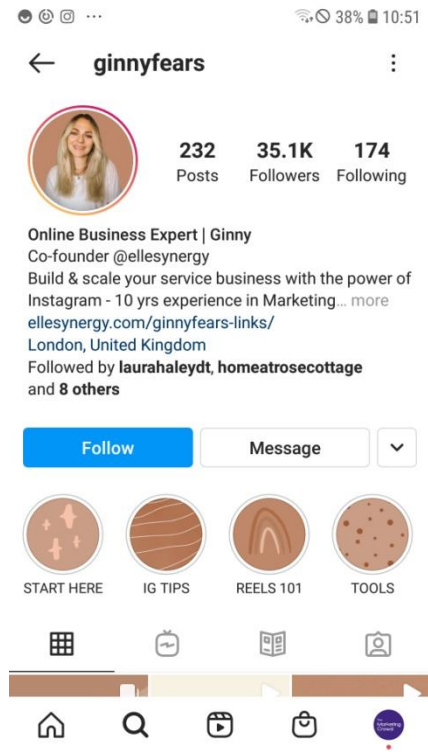 38% 10:51
ginnyfears
232 35.1K 174
Posts Followers Following
Online Business Expert | Ginny
Co-founder @ellesynergy
Build & scale your service business with the power of
Instagram - 10 yrs experience in Marketing... more
ellesynergy.com/ginnyfears-links/
London, United Kingdom
Followed by laurahaleydt, homeatrosecottage
and 8 others
Follow Message
START HERE IG TIPS REELS 101 TOOLS
Marketing
Crowd